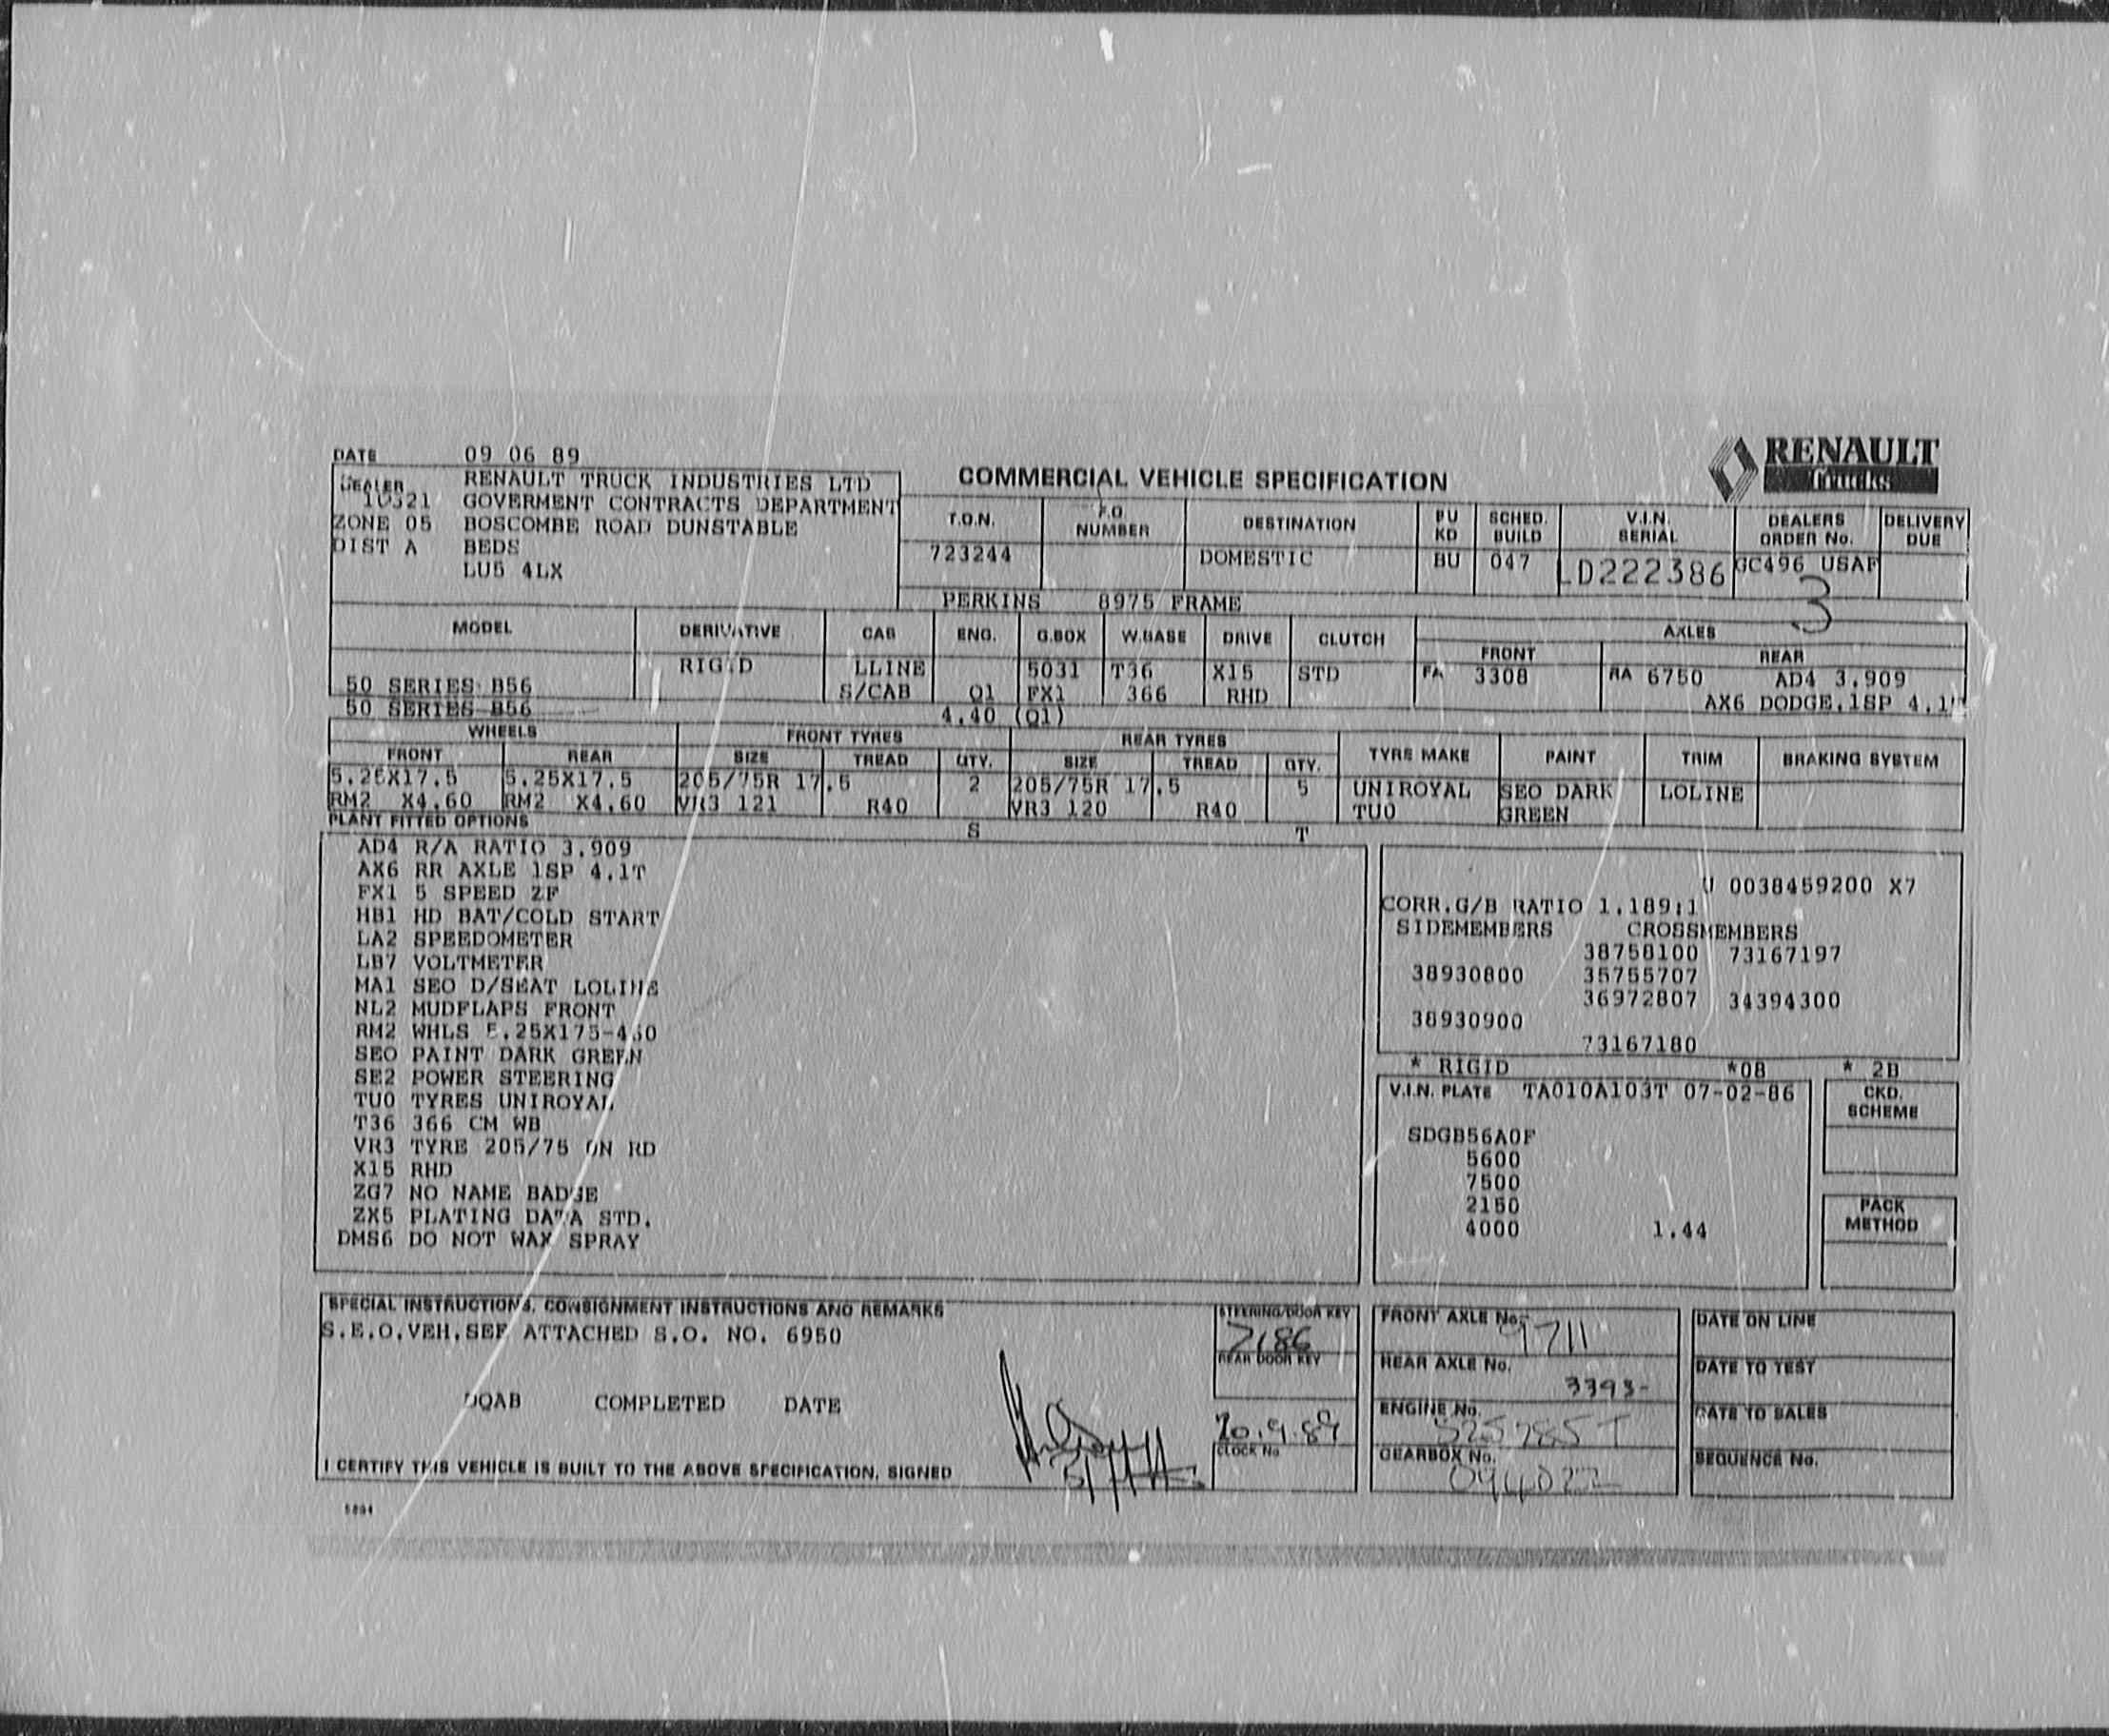 DATE 09 06 89
DEALER RENAULT TRUCK INDUSTRIES LTD
10321 GOVERMENT CONTRACTS DEPARTMENT
ZONE 05 BOSCOMBE ROAD DUNSTABLE
DIST A BEDS
LU5 4LX
COMMERCIAL VEHICLE SPECIFICATION
RENAULT
TRUCKS
T.O.N. F.O. NUMBER DESTINATION BU KD SCHED. BUILD V.I.N. SERIAL DEALERS ORDER No. DELIVERY DUE
723244 DOMESTIC BU 047 LD222386 GC496 USAF
3
PERKINS 8975 FRAME
MODEL DERIVATIVE CAB ENG. G.BOX W.BASE DRIVE CLUTCH AXLES
FRONT REAR
RIGID LLINE 5031 T36 X15 STD FA 3308 RA 6750 AD4 3.909
50 SERIES B56 S/CAB Q1 FX1 366 RHD AX6 DODGE.1SP 4.1T
50 SERIES B56 4.40 (Q1)
WHEELS FRONT TYRES REAR TYRES TYRE MAKE PAINT TRIM BRAKING SYSTEM
FRONT REAR SIZE TREAD QTY. SIZE TREAD QTY.
5.25X17.5 5.25X17.5 205/75R 17.5 2 205/75R 17.5 5 UNIROYAL SEO DARK LOLINE
RM2 X4.60 RM2 X4.60 VR3 121 R40 VR3 120 R40 TU0 GREEN
PLANT FITTED OPTIONS S T
AD4 R/A RATIO 3.909
AX6 RR AXLE 1SP 4.1T
FX1 5 SPEED ZF
HB1 HD BAT/COLD START
LA2 SPEEDOMETER
LB7 VOLTMETER
MA1 SEO D/SEAT LOLINE
NL2 MUDFLAPS FRONT
RM2 WHLS 5.25X175-460
SEO PAINT DARK GREEN
SE2 POWER STEERING
TU0 TYRES UNIROYAL
T36 366 CM WB
VR3 TYRE 205/75 ON RD
X15 RHD
ZG7 NO NAME BADGE
ZX5 PLATING DATA STD.
DMS6 DO NOT WAX SPRAY
U 0038459200 X7
CORR.G/B RATIO 1.189:1
SIDEMEMBERS CROSSMEMBERS
38758100 73167197
38930800 35755707
36972807 34394300
38930900
73167180
* RIGID *08 * 2B
V.I.N. PLATE TA010A103T 07-02-86
SDGB56A0F
5600
7500
2150
4000 1.44
CKD. SCHEME
PACK METHOD
SPECIAL INSTRUCTIONS, CONSIGNMENT INSTRUCTIONS AND REMARKS
S.E.O.VEH.SEE ATTACHED S.O. NO. 6950
DQAB COMPLETED DATE
I CERTIFY THIS VEHICLE IS BUILT TO THE ABOVE SPECIFICATION, SIGNED
STEERING/DOOR KEY
7186
REAR DOOR KEY
20.9.89
CLOCK No
FRONT AXLE No. 9711
REAR AXLE No. 3393-
ENGINE No.
GEARBOX No. 094022
DATE ON LINE
DATE TO TEST
DATE TO SALES
SEQUENCE No.
5894